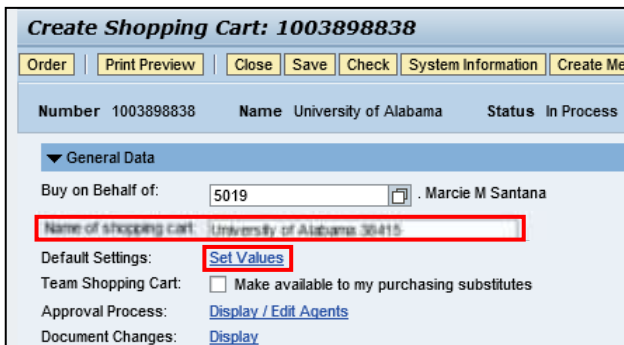 Create Shopping Cart: 1003898838
Order Print Preview Close Save Check System Information Create Me
Number 1003898838 Name University of Alabama Status In Process
General Data
Buy on Behalf of: 5019 . Marcie M Santana
Name of shopping cart: University of Alabama 38415
Default Settings: Set Values
Team Shopping Cart: Make available to my purchasing substitutes
Approval Process: Display / Edit Agents
Document Changes: Display